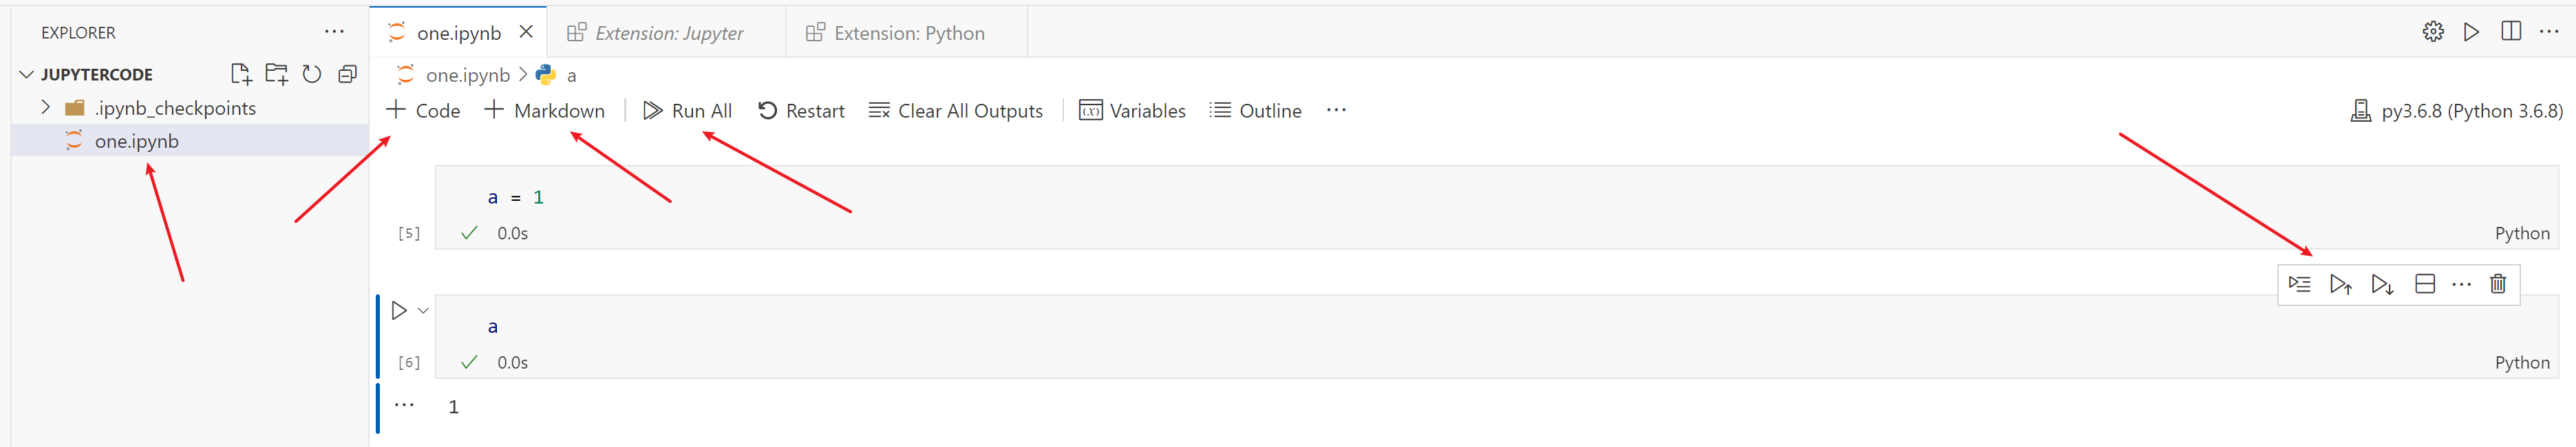 EXPLORER
one.ipynb
Extension: Jupyter
Extension: Python
JUPYTERCODE
one.ipynb > a
.ipynb_checkpoints
Code Markdown Run All Restart Clear All Outputs Variables Outline py3.6.8 (Python 3.6.8)
one.ipynb
a = 1
[5] 0.0s Python
a
[6] 0.0s Python
1